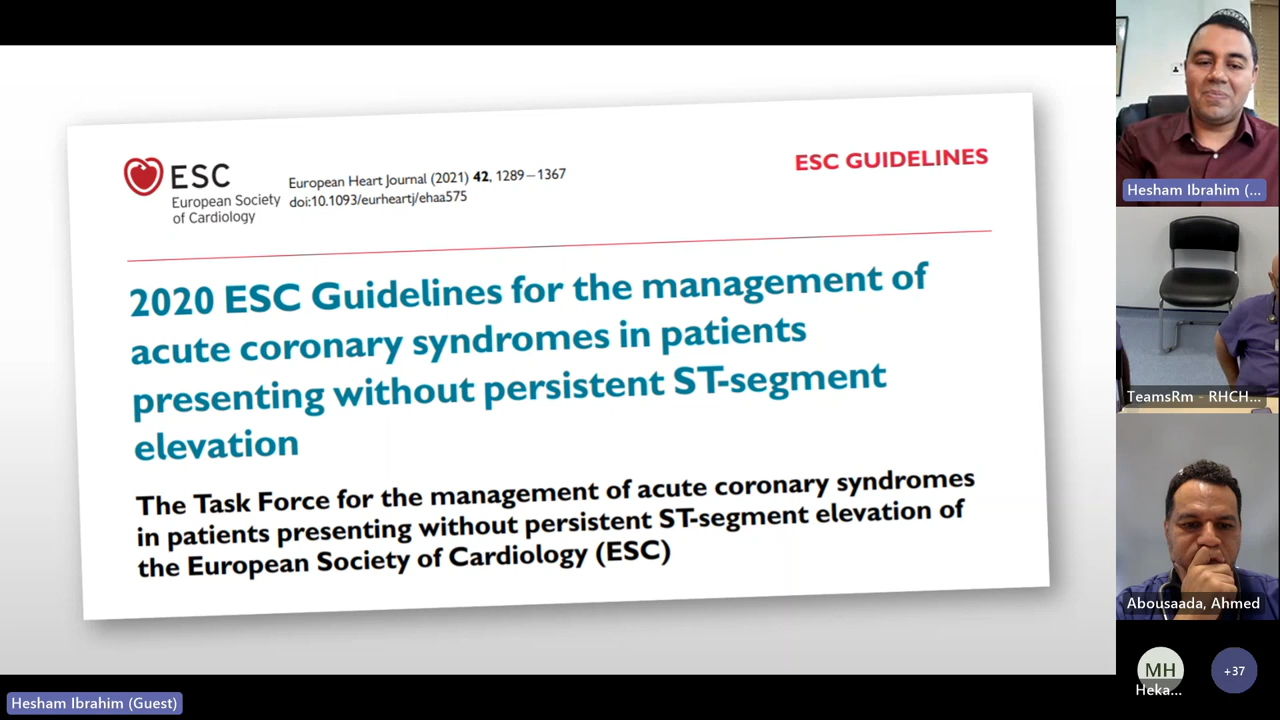 ESC
European Society
of Cardiology
European Heart Journal (2021) 42, 1289–1367
doi:10.1093/eurheartj/ehaa575
ESC GUIDELINES
2020 ESC Guidelines for the management of
acute coronary syndromes in patients
presenting without persistent ST-segment
elevation
The Task Force for the management of acute coronary syndromes
in patients presenting without persistent ST-segment elevation of
the European Society of Cardiology (ESC)
Hesham Ibrahim (...
TeamsRm - RHCH...
Abousaada, Ahmed
MH
Heka...
+37
Hesham Ibrahim (Guest)